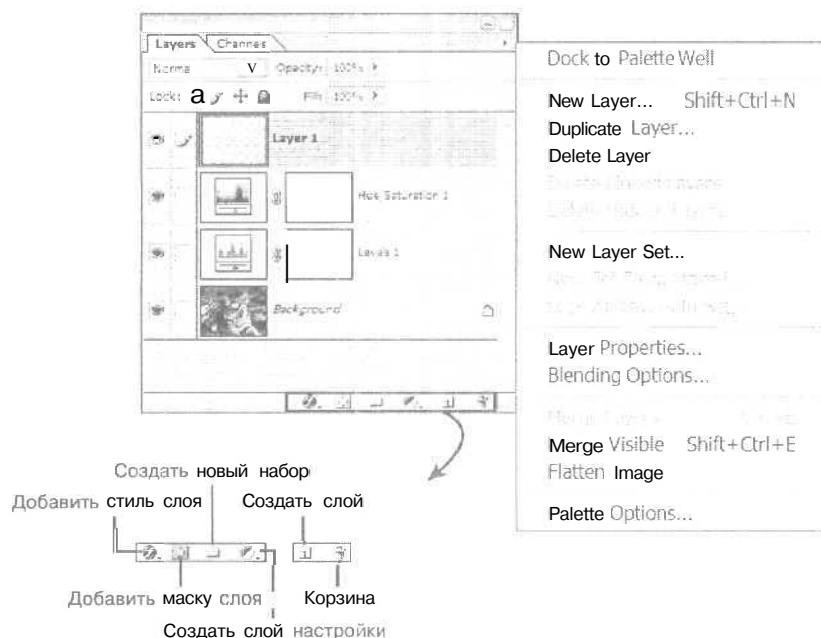 Layers Channels
Norma V Opacity: 100%
Lock: a Fill: 100%
Layer 1
Hue/Saturation 1
Levels 1
Background
Dock to Palette Well
New Layer... Shift+Ctrl+N
Duplicate Layer...
Delete Layer
New Layer Set...
Layer Properties...
Blending Options...
Merge Visible Shift+Ctrl+E
Flatten Image
Palette Options...
Создать новый набор
Добавить стиль слоя Создать слой
Добавить маску слоя Корзина
Создать слой настройки